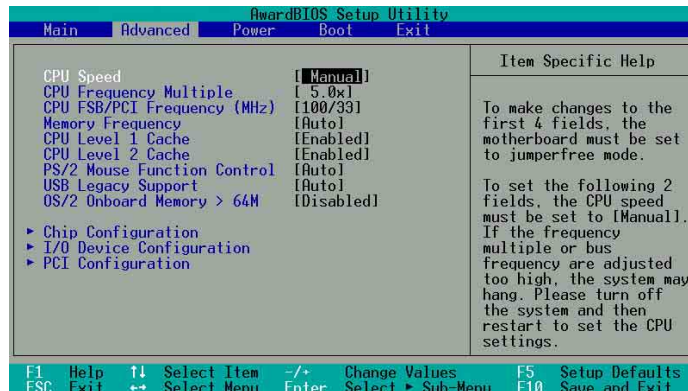 AwardBIOS Setup Utility
Main Advanced Power Boot Exit
Item Specific Help
CPU Speed [ Manual]
CPU Frequency Multiple [ 5.0x]
CPU FSB/PCI Frequency (MHz) [100/33]
Memory Frequency [Auto]
CPU Level 1 Cache [Enabled]
CPU Level 2 Cache [Enabled]
PS/2 Mouse Function Control [Auto]
USB Legacy Support [Auto]
OS/2 Onboard Memory > 64M [Disabled]
▸ Chip Configuration
▸ I/O Device Configuration
▸ PCI Configuration
To make changes to the
first 4 fields, the
motherboard must be set
to jumperfree mode.
To set the following 2
fields, the CPU speed
must be set to [Manual].
If the frequency
multiple or bus
frequency are adjusted
too high, the system may
hang. Please turn off
the system and then
restart to set the CPU
settings.
F1 Help ↑↓ Select Item -/+ Change Values F5 Setup Defaults
ESC Exit ↔ Select Menu Enter Select ▸ Sub-Menu F10 Save and Exit